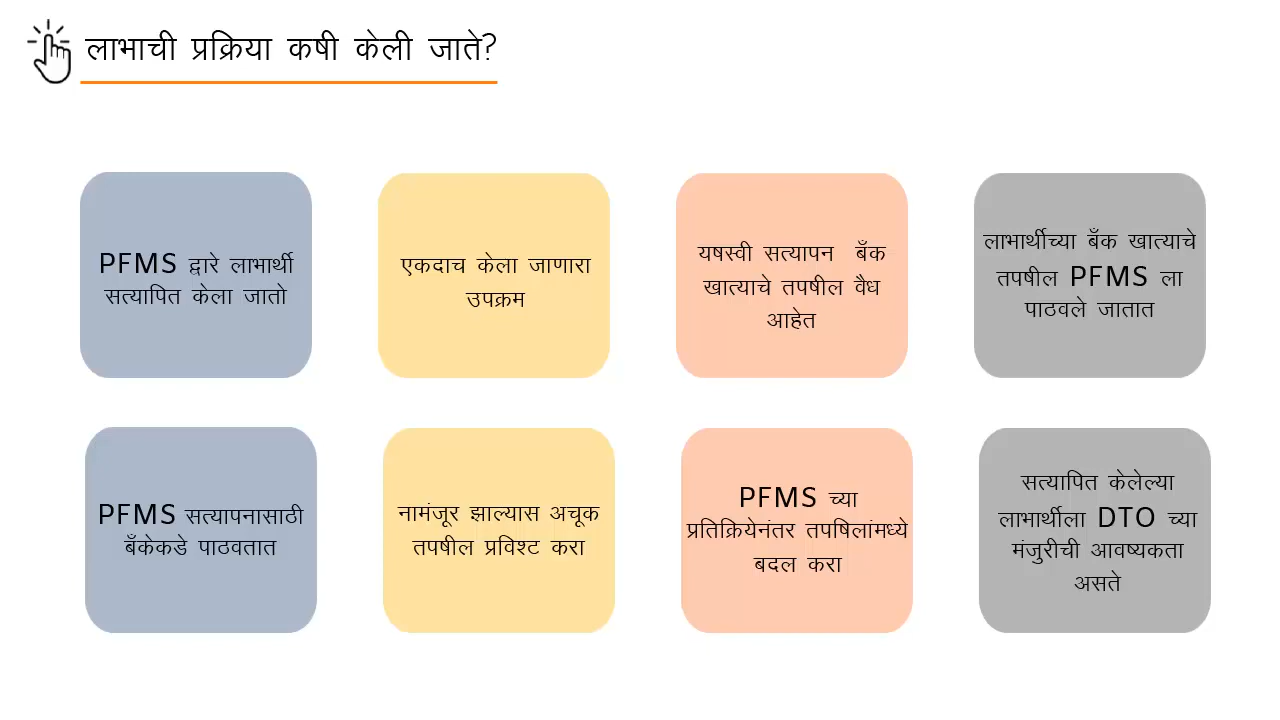 लाभाची प्रक्रिया कषी केली जाते?
PFMS द्वारे लाभार्थी
सत्यापित केला जातो
एकदाच केला जाणारा
उपक्रम
यषस्वी सत्यापन बँक
खात्याचे तपषील वैध
आहेत
लाभार्थीच्या बँक खात्याचे
तपषील PFMS ला
पाठवले जातात
PFMS सत्यापनासाठी
बँकेकडे पाठवतात
नामंजूर झाल्यास अचूक
तपषील प्रविश्ट करा
PFMS च्या
प्रतिक्रियेनंतर तपषिलांमध्ये
बदल करा
सत्यापित केलेल्या
लाभार्थीला DTO च्या
मंजुरीची आवष्यकता
असते